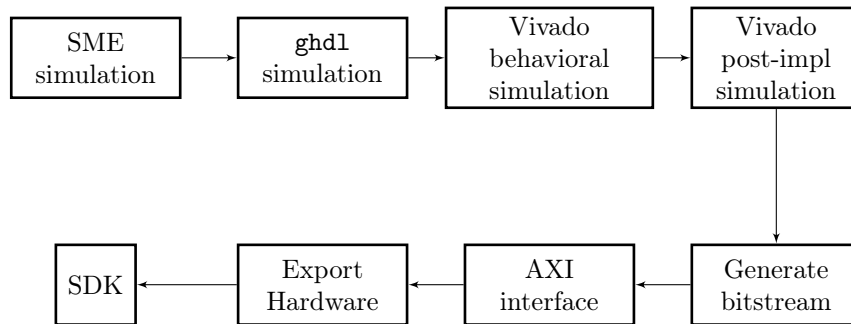 SME
simulation
ghdl
simulation
Vivado
behavioral
simulation
Vivado
post-impl
simulation
SDK
Export
Hardware
AXI
interface
Generate
bitstream